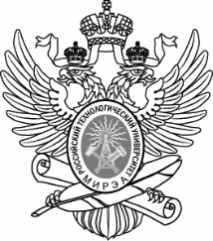 РОССИЙСКИЙ ТЕХНОЛОГИЧЕСКИЙ УНИВЕРСИТЕТ
МИРЭА